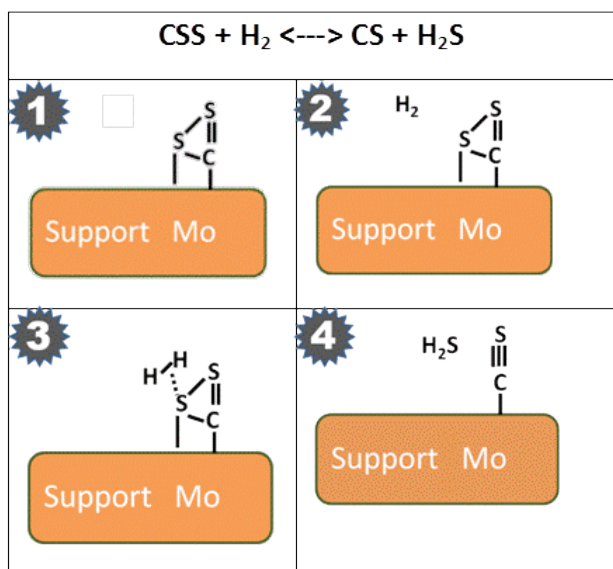 CSS + H₂ <---> CS + H₂S
1
S
S
C
Support Mo
2
H₂
S
S
C
Support Mo
3
H H
S
S
C
Support Mo
4
H₂S
S
C
Support Mo